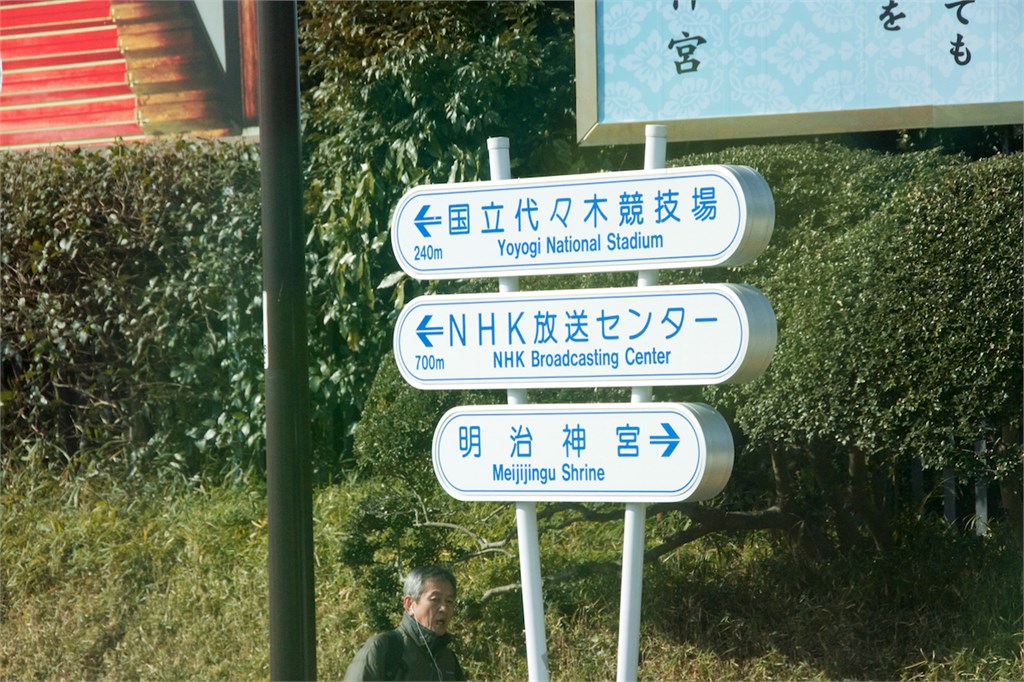 宮
を
ても
←国立代々木競技場
240m Yoyogi National Stadium
←NHK放送センター
700m NHK Broadcasting Center
明治神宮→
Meijijingu Shrine